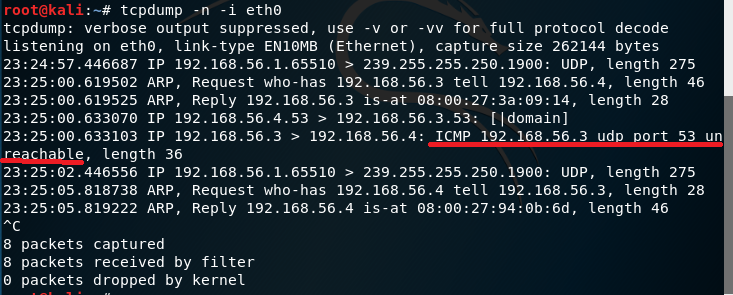 root@kali:~# tcpdump -n -i eth0
tcpdump: verbose output suppressed, use -v or -vv for full protocol decode
listening on eth0, link-type EN10MB (Ethernet), capture size 262144 bytes
23:24:57.446687 IP 192.168.56.1.65510 > 239.255.255.250.1900: UDP, length 275
23:25:00.619502 ARP, Request who-has 192.168.56.3 tell 192.168.56.4, length 46
23:25:00.619525 ARP, Reply 192.168.56.3 is-at 08:00:27:3a:09:14, length 28
23:25:00.633070 IP 192.168.56.4.53 > 192.168.56.3.53: [|domain]
23:25:00.633103 IP 192.168.56.3 > 192.168.56.4: ICMP 192.168.56.3 udp port 53 un
reachable, length 36
23:25:02.446556 IP 192.168.56.1.65510 > 239.255.255.250.1900: UDP, length 275
23:25:05.818738 ARP, Request who-has 192.168.56.4 tell 192.168.56.3, length 28
23:25:05.819222 ARP, Reply 192.168.56.4 is-at 08:00:27:94:0b:6d, length 46
^C
8 packets captured
8 packets received by filter
0 packets dropped by kernel